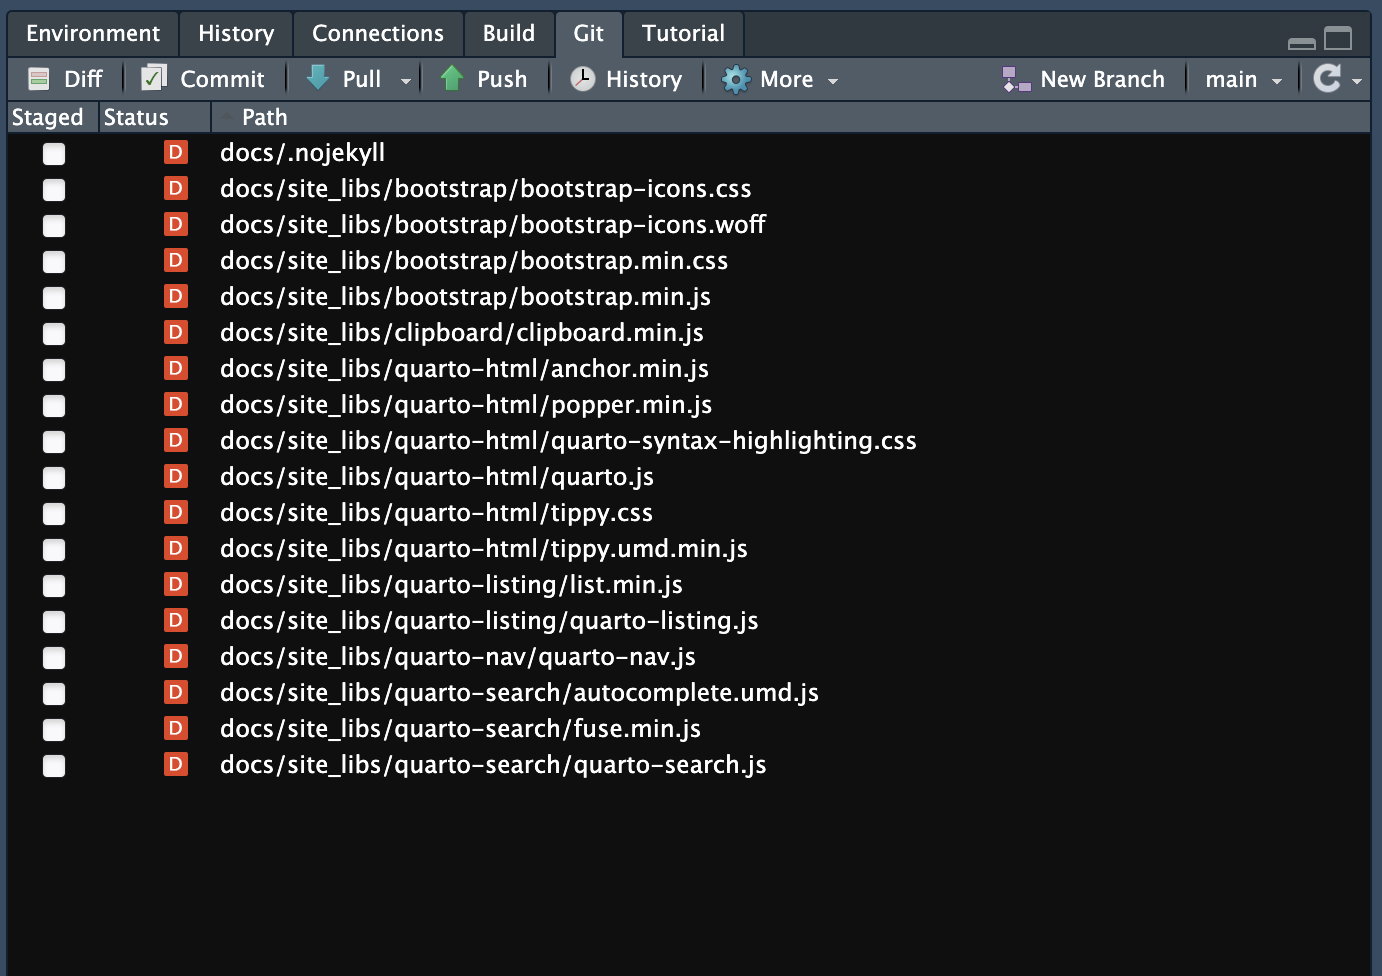 Environment History Connections Build Git Tutorial
Diff Commit Pull Push History More New Branch main
Staged Status Path
D docs/.nojekyll
D docs/site_libs/bootstrap/bootstrap-icons.css
D docs/site_libs/bootstrap/bootstrap-icons.woff
D docs/site_libs/bootstrap/bootstrap.min.css
D docs/site_libs/bootstrap/bootstrap.min.js
D docs/site_libs/clipboard/clipboard.min.js
D docs/site_libs/quarto-html/anchor.min.js
D docs/site_libs/quarto-html/popper.min.js
D docs/site_libs/quarto-html/quarto-syntax-highlighting.css
D docs/site_libs/quarto-html/quarto.js
D docs/site_libs/quarto-html/tippy.css
D docs/site_libs/quarto-html/tippy.umd.min.js
D docs/site_libs/quarto-listing/list.min.js
D docs/site_libs/quarto-listing/quarto-listing.js
D docs/site_libs/quarto-nav/quarto-nav.js
D docs/site_libs/quarto-search/autocomplete.umd.js
D docs/site_libs/quarto-search/fuse.min.js
D docs/site_libs/quarto-search/quarto-search.js